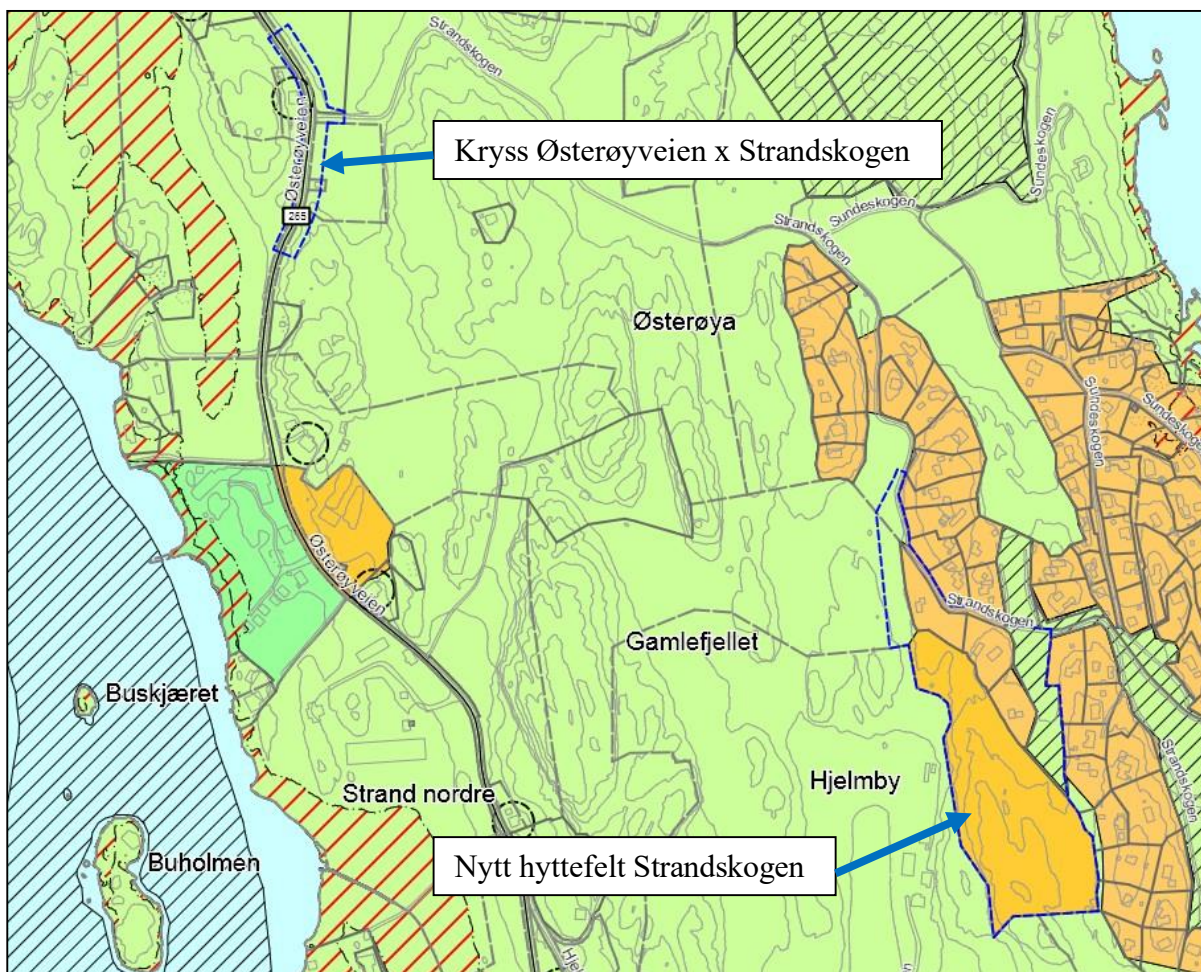 Strandskogen
Østerøyveien
Kryss Østerøyveien x Strandskogen
265
Sundeskogen
Sundeskogen
Strandskogen
Østerøya
Sundeskogen
Sundeskogen
Østerøyveien
Strandskogen
Gamlefjellet
Buskjæret
Strandskogen
Hjelmby
Strand nordre
Buholmen
Nytt hyttefelt Strandskogen